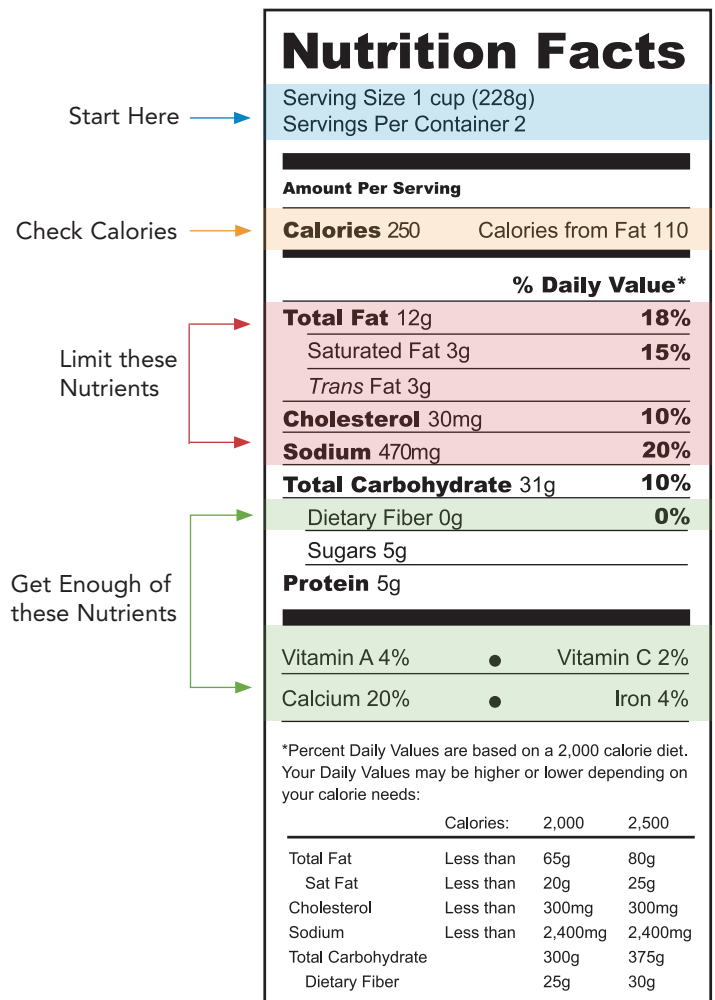 Nutrition Facts
Start Here
Serving Size 1 cup (228g)
Servings Per Container 2
Amount Per Serving
Check Calories
Calories 250 Calories from Fat 110
% Daily Value*
Limit these
Nutrients
Total Fat 12g 18%
Saturated Fat 3g 15%
Trans Fat 3g
Cholesterol 30mg 10%
Sodium 470mg 20%
Total Carbohydrate 31g 10%
Get Enough of
these Nutrients
Dietary Fiber 0g 0%
Sugars 5g
Protein 5g
Vitamin A 4% ● Vitamin C 2%
Calcium 20% ● Iron 4%
*Percent Daily Values are based on a 2,000 calorie diet.
Your Daily Values may be higher or lower depending on
your calorie needs:
Calories: 2,000 2,500
Total Fat Less than 65g 80g
Sat Fat Less than 20g 25g
Cholesterol Less than 300mg 300mg
Sodium Less than 2,400mg 2,400mg
Total Carbohydrate 300g 375g
Dietary Fiber 25g 30g